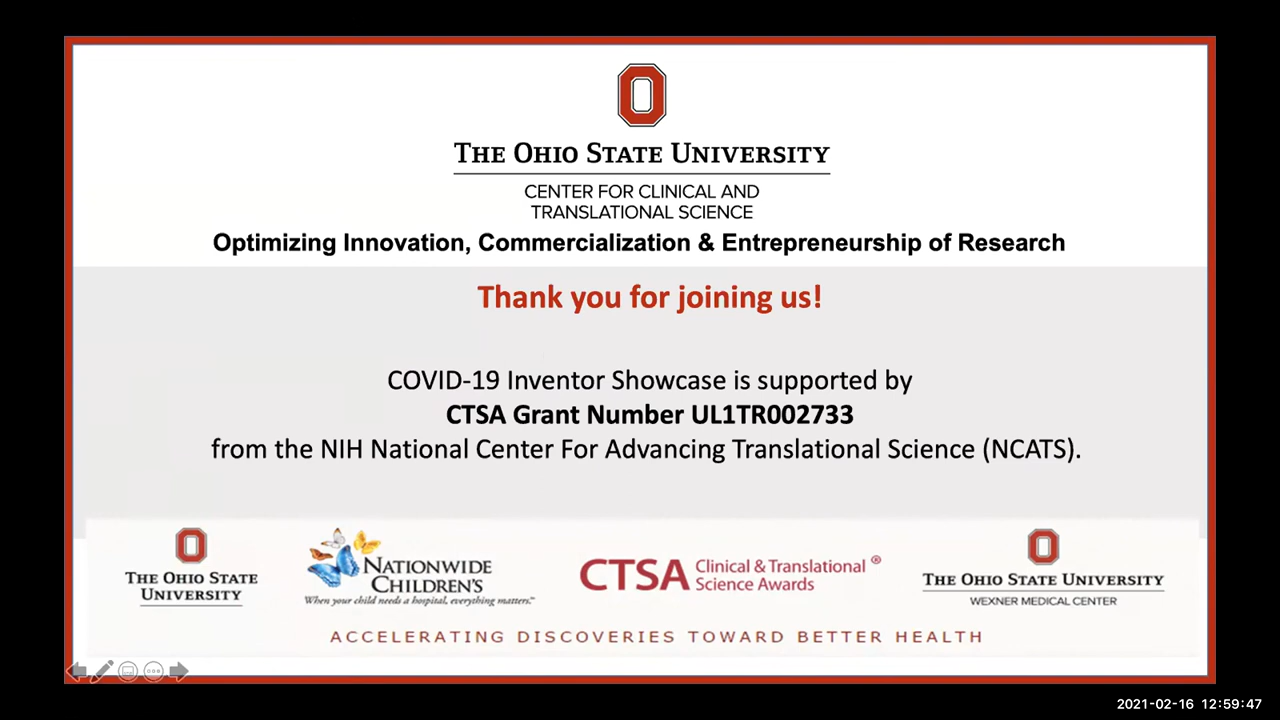 THE OHIO STATE UNIVERSITY
CENTER FOR CLINICAL AND
TRANSLATIONAL SCIENCE
Optimizing Innovation, Commercialization & Entrepreneurship of Research
Thank you for joining us!
COVID-19 Inventor Showcase is supported by
CTSA Grant Number UL1TR002733
from the NIH National Center For Advancing Translational Science (NCATS).
THE OHIO STATE
UNIVERSITY
NATIONWIDE
CHILDREN'S
When your child needs a hospital, everything matters.™
CTSA Clinical & Translational ®
Science Awards
THE OHIO STATE UNIVERSITY
WEXNER MEDICAL CENTER
ACCELERATING DISCOVERIES TOWARD BETTER HEALTH
2021-02-16 12:59:47